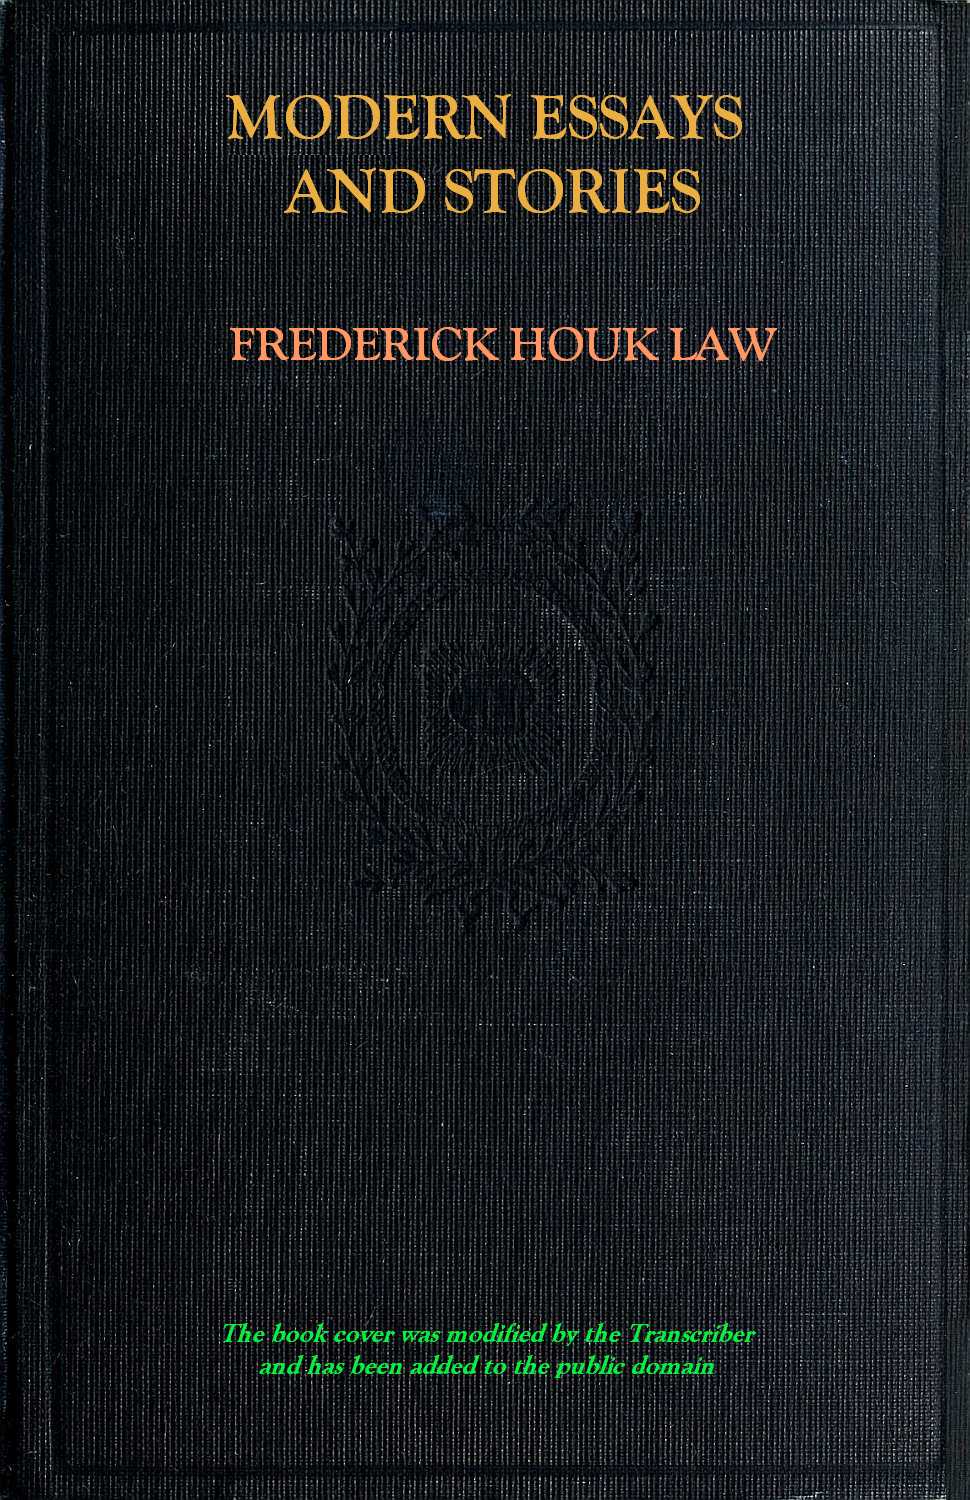 MODERN ESSAYS
AND STORIES
FREDERICK HOUK LAW
The book cover was modified by the Transcriber
and has been added to the public domain